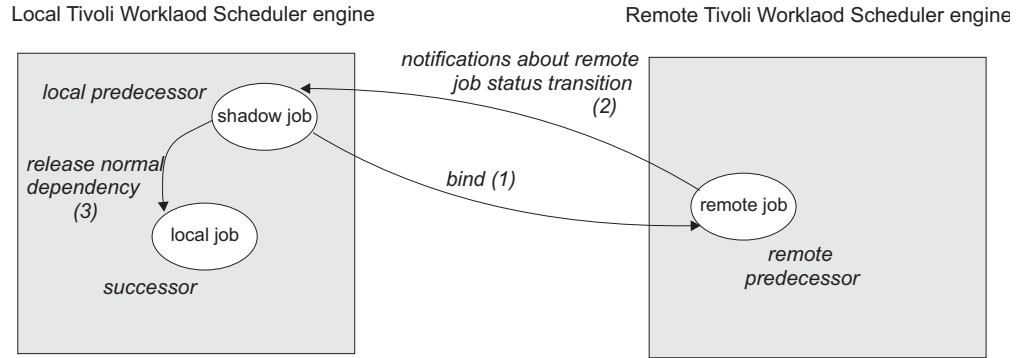 Local Tivoli Worklaod Scheduler engine
Remote Tivoli Worklaod Scheduler engine
notifications about remote
job status transition
(2)
local predecessor
shadow job
release normal
dependency
(3)
bind (1)
remote job
local job
remote
predecessor
successor